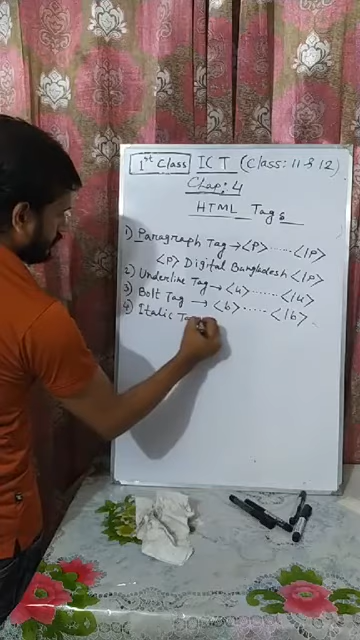 1st Class ICT (Class: 11 & 12)
Chap: 4
HTML Tags
1) Paragraph Tag → <P> ...... </P>
<P> Digital Bangladesh </P>
2) Underline Tag → <u> ...... </u>
3) Bolt Tag → <b> ...... </b>
4) Italic Ta